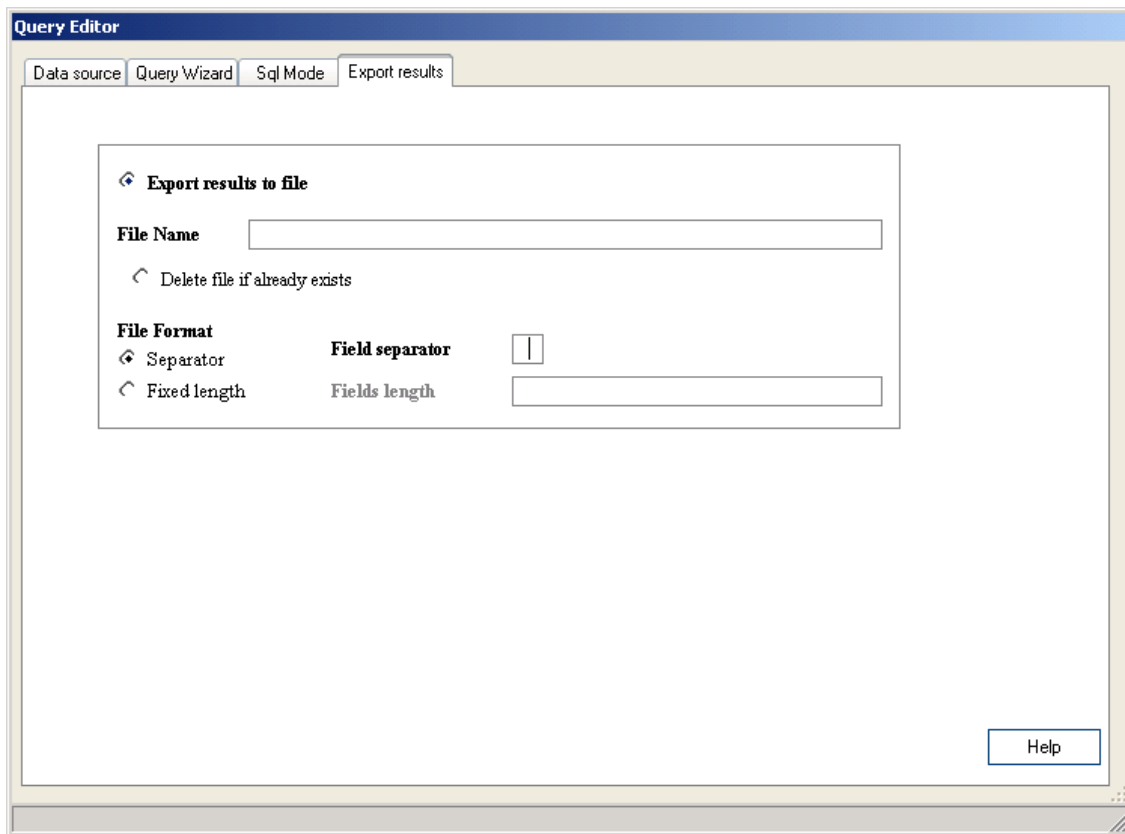 Query Editor
Data source Query Wizard Sql Mode Export results
Export results to file
File Name
Delete file if already exists
File Format
Field separator |
Separator
Fixed length Fields length
Help